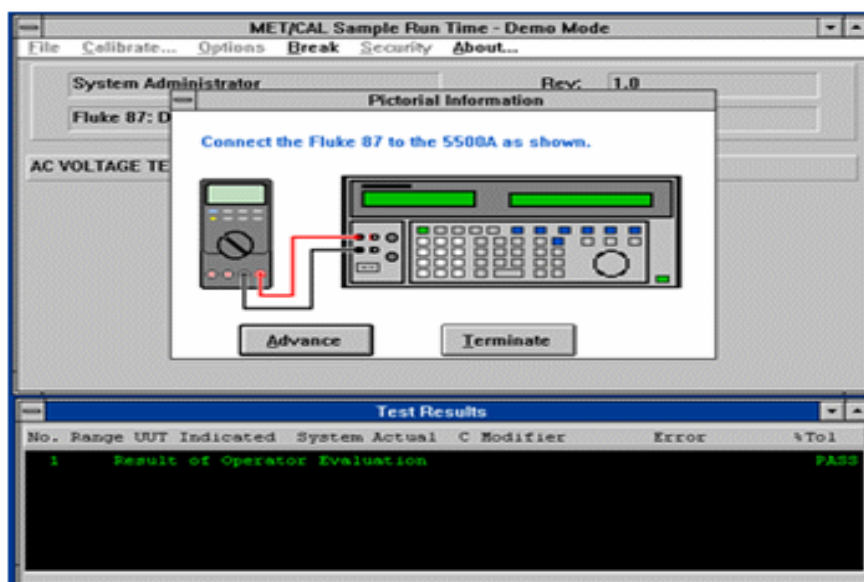 MET/CAL Sample Run Time - Demo Mode
File Calibrate... Options Break Security About...
System Administrator Rev: 1.0
Pictorial Information
Fluke 87: D
Connect the Fluke 87 to the 5500A as shown.
AC VOLTAGE TE
Advance Terminate
Test Results
No. Range UUT Indicated System Actual C Modifier Error %Tol
1 Result of Operator Evaluation PASS